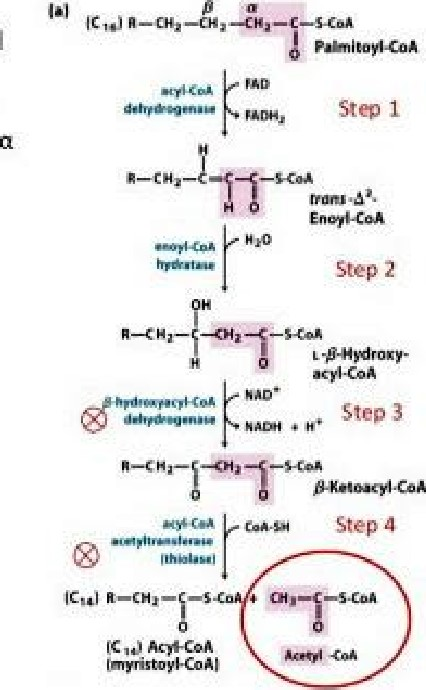 (a)
β α
(C₁₆) R—CH₂—CH₂—CH₂—C—S-CoA
O
Palmitoyl-CoA
α
acyl-CoA
dehydrogenase
FAD
FADH₂
Step 1
H
R—CH₂—C=C—C—S-CoA
H O
trans-Δ²-
Enoyl-CoA
enoyl-CoA
hydratase
H₂O
Step 2
OH
R—CH₂—C—CH₂—C—S-CoA
H O
L-β-Hydroxy-
acyl-CoA
β-hydroxyacyl-CoA
dehydrogenase
NAD⁺
NADH + H⁺
Step 3
R—CH₂—C—CH₂—C—S-CoA
O O
β-Ketoacyl-CoA
acyl-CoA
acetyltransferase
(thiolase)
CoA-SH
Step 4
(C₁₄) R—CH₂—C—S-CoA + CH₃—C—S-CoA
O O
(C₁₄) Acyl-CoA
(myristoyl-CoA)
Acetyl -CoA